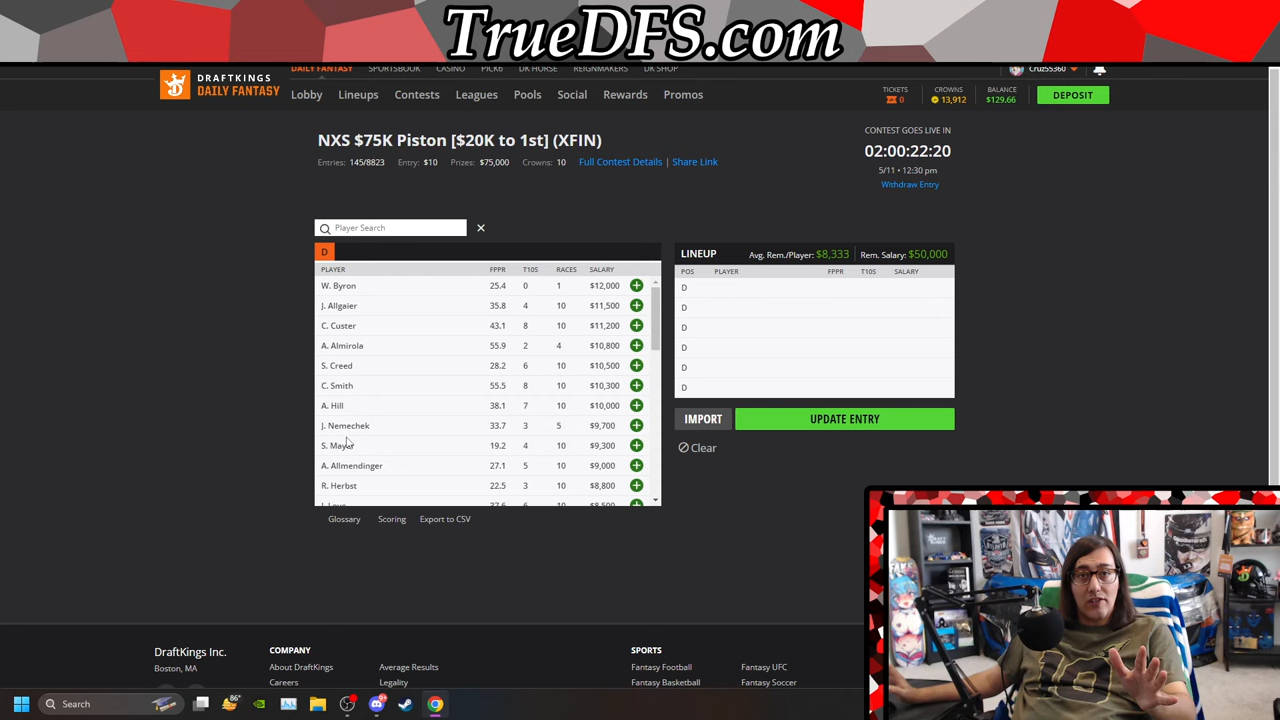 TrueDFS.com
DAILY FANTASY SPORTSBOOK CASINO PICK6 DK HORSE REIGNMAKERS DK SHOP
Cruz55360
DRAFTKINGS
DAILY FANTASY
Lobby Lineups Contests Leagues Pools Social Rewards Promos
TICKETS CROWNS BALANCE
0 13,912 $129.66
DEPOSIT
NXS $75K Piston [$20K to 1st] (XFIN)
Entries: 145/8823 Entry: $10 Prizes: $75,000 Crowns: 10 Full Contest Details | Share Link
CONTEST GOES LIVE IN
02:00:22:20
5/11 • 12:30 pm
Withdraw Entry
Player Search
D
PLAYER FPPR T10S RACES SALARY
W. Byron 25.4 0 1 $12,000
J. Allgaier 35.8 4 10 $11,500
C. Custer 43.1 8 10 $11,200
A. Almirola 55.9 2 4 $10,800
S. Creed 28.2 6 10 $10,500
C. Smith 55.5 8 10 $10,300
A. Hill 38.1 7 10 $10,000
J. Nemechek 33.7 3 5 $9,700
S. Mayer 19.2 4 10 $9,300
A. Allmendinger 27.1 5 10 $9,000
R. Herbst 22.5 3 10 $8,800
Glossary Scoring Export to CSV
LINEUP Avg. Rem./Player: $8,333 Rem. Salary: $50,000
POS PLAYER FPPR T10S SALARY
D
D
D
D
D
D
IMPORT UPDATE ENTRY
Clear
DraftKings Inc.
Boston, MA
COMPANY
About DraftKings Average Results
Careers Legality
SPORTS
Fantasy Football Fantasy UFC
Fantasy Basketball Fantasy Soccer
Search
86°